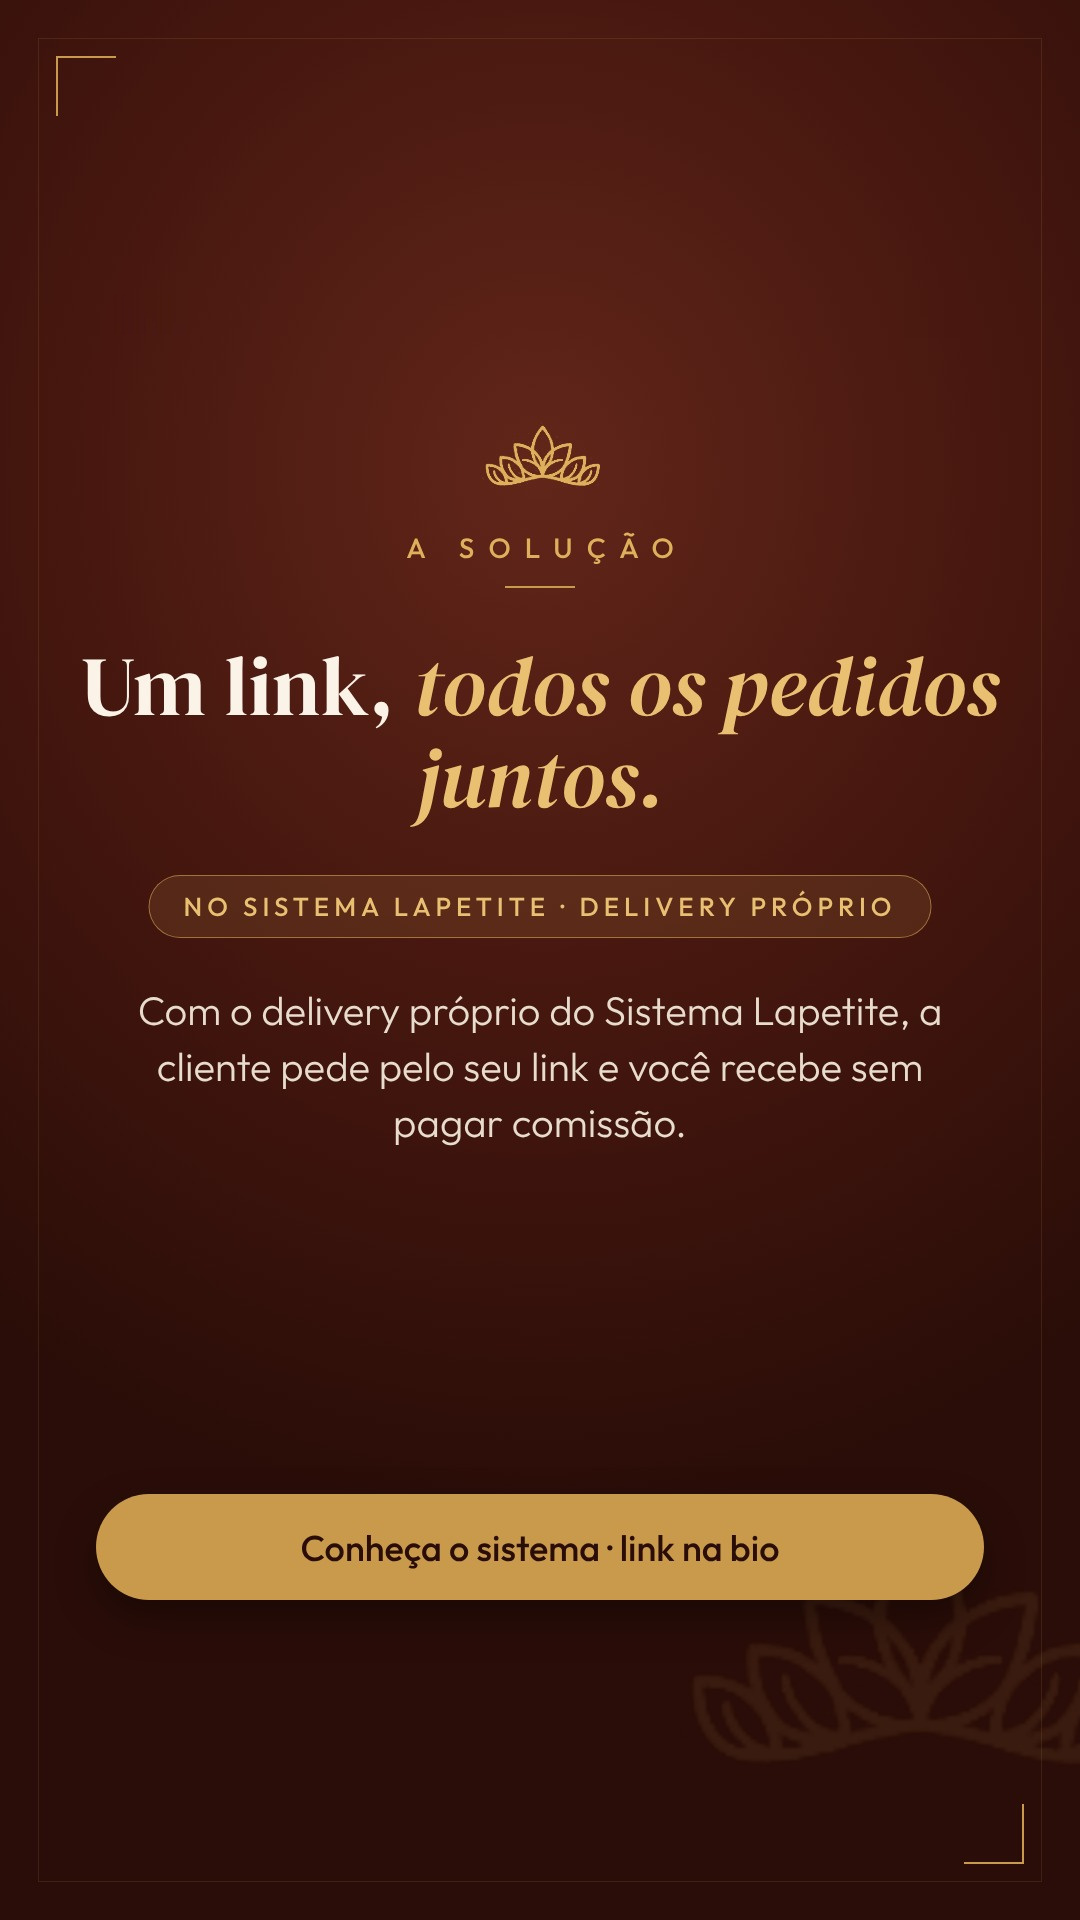 A SOLUÇÃO
Um link, todos os pedidos
juntos.
NO SISTEMA LAPETITE · DELIVERY PRÓPRIO
Com o delivery próprio do Sistema Lapetite, a
cliente pede pelo seu link e você recebe sem
pagar comissão.
Conheça o sistema · link na bio